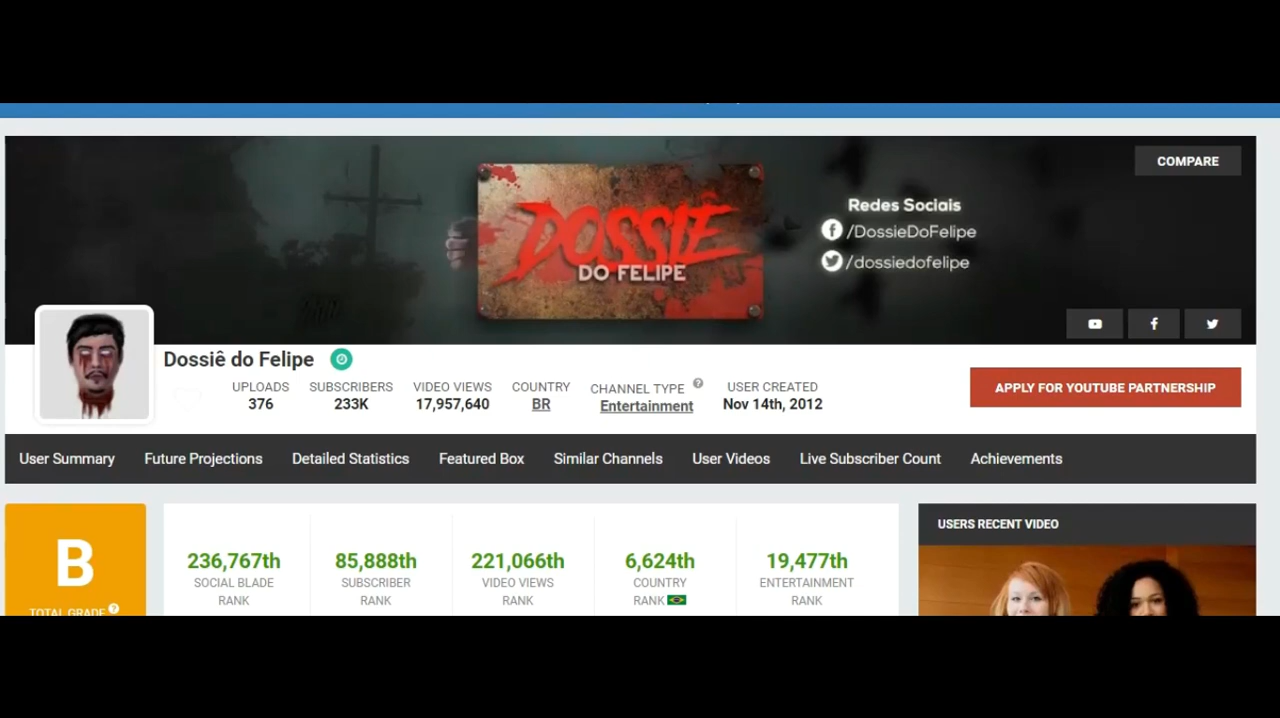 COMPARE
DOSSIÊ
DO FELIPE
Redes Sociais
/DossieDoFelipe
/dossiedofelipe
Dossiê do Felipe
UPLOADS
376
SUBSCRIBERS
233K
VIDEO VIEWS
17,957,640
COUNTRY
BR
CHANNEL TYPE ?
Entertainment
USER CREATED
Nov 14th, 2012
APPLY FOR YOUTUBE PARTNERSHIP
User Summary
Future Projections
Detailed Statistics
Featured Box
Similar Channels
User Videos
Live Subscriber Count
Achievements
B
TOTAL GRADE ?
236,767th
SOCIAL BLADE
RANK
85,888th
SUBSCRIBER
RANK
221,066th
VIDEO VIEWS
RANK
6,624th
COUNTRY
RANK
19,477th
ENTERTAINMENT
RANK
USERS RECENT VIDEO